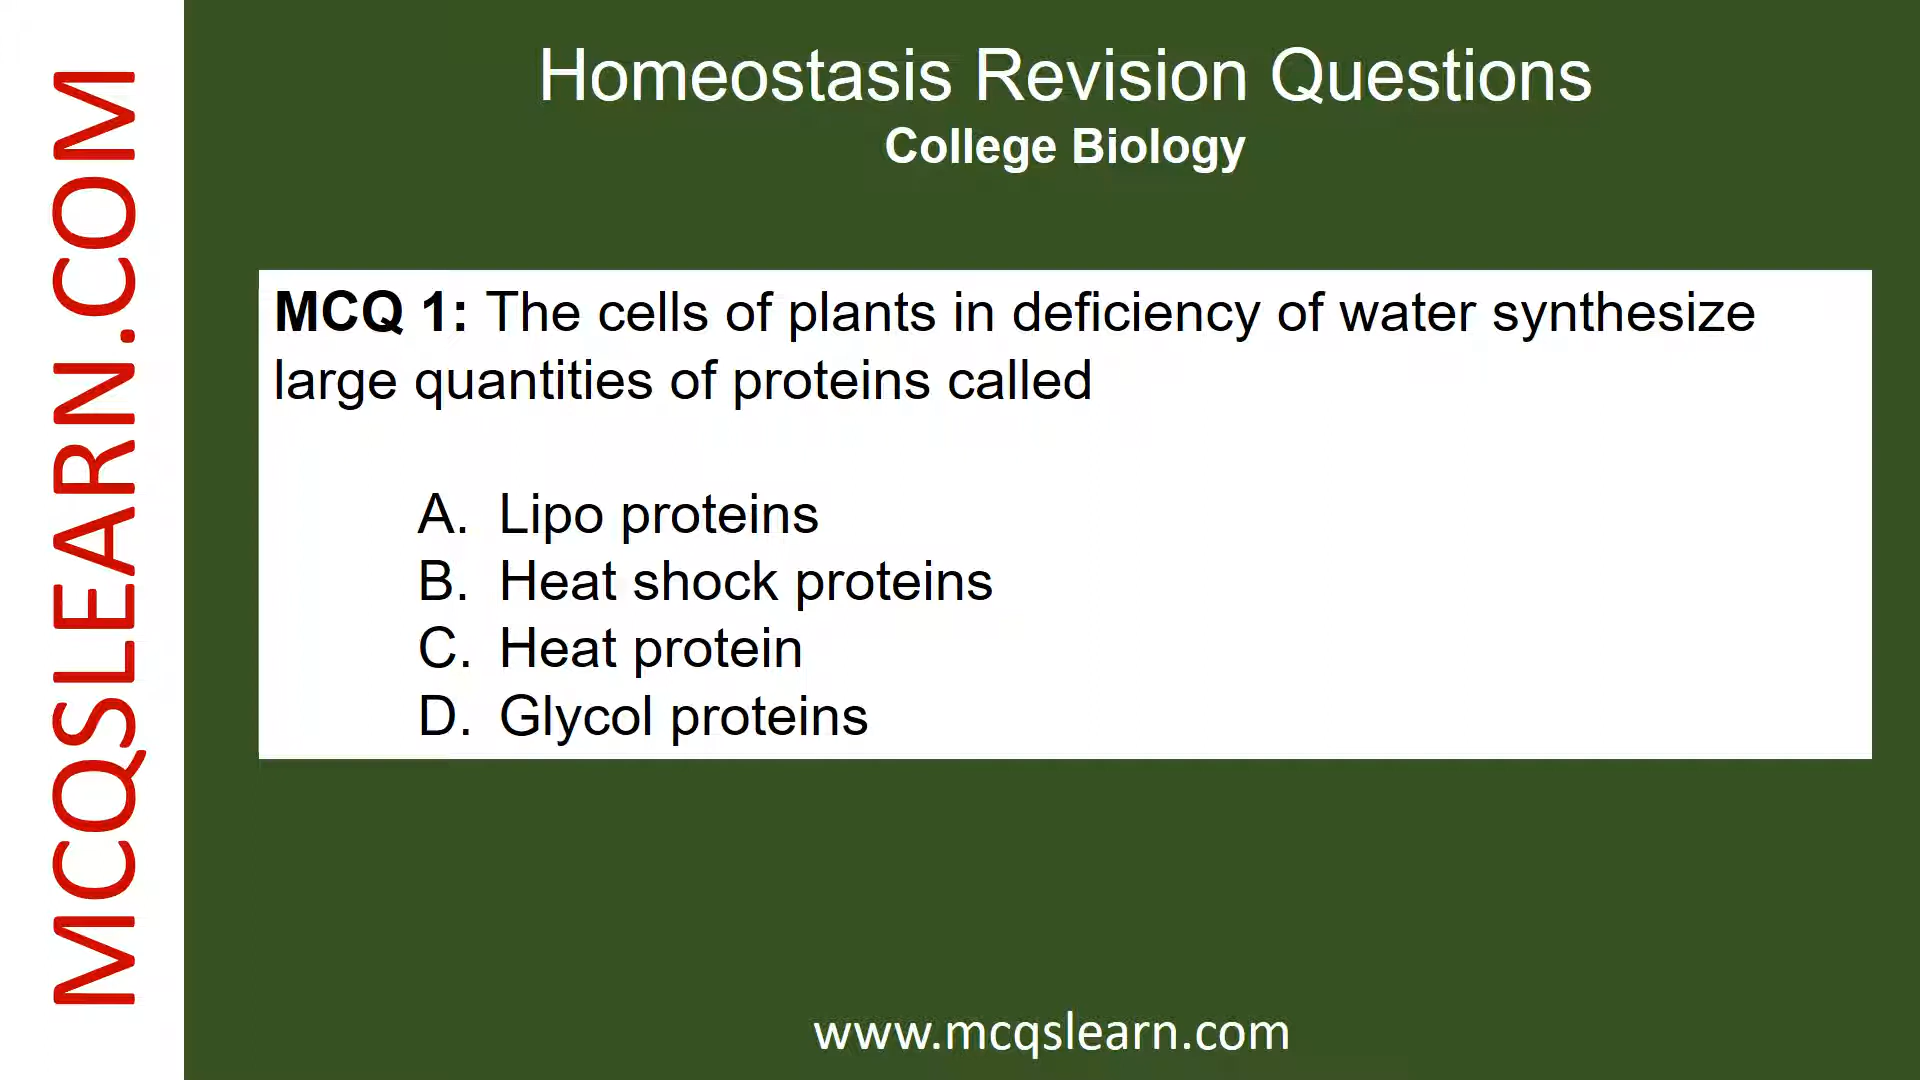 MCQSLEARN.COM
Homeostasis Revision Questions
College Biology
MCQ 1: The cells of plants in deficiency of water synthesize
large quantities of proteins called
A. Lipo proteins
B. Heat shock proteins
C. Heat protein
D. Glycol proteins
www.mcqslearn.com